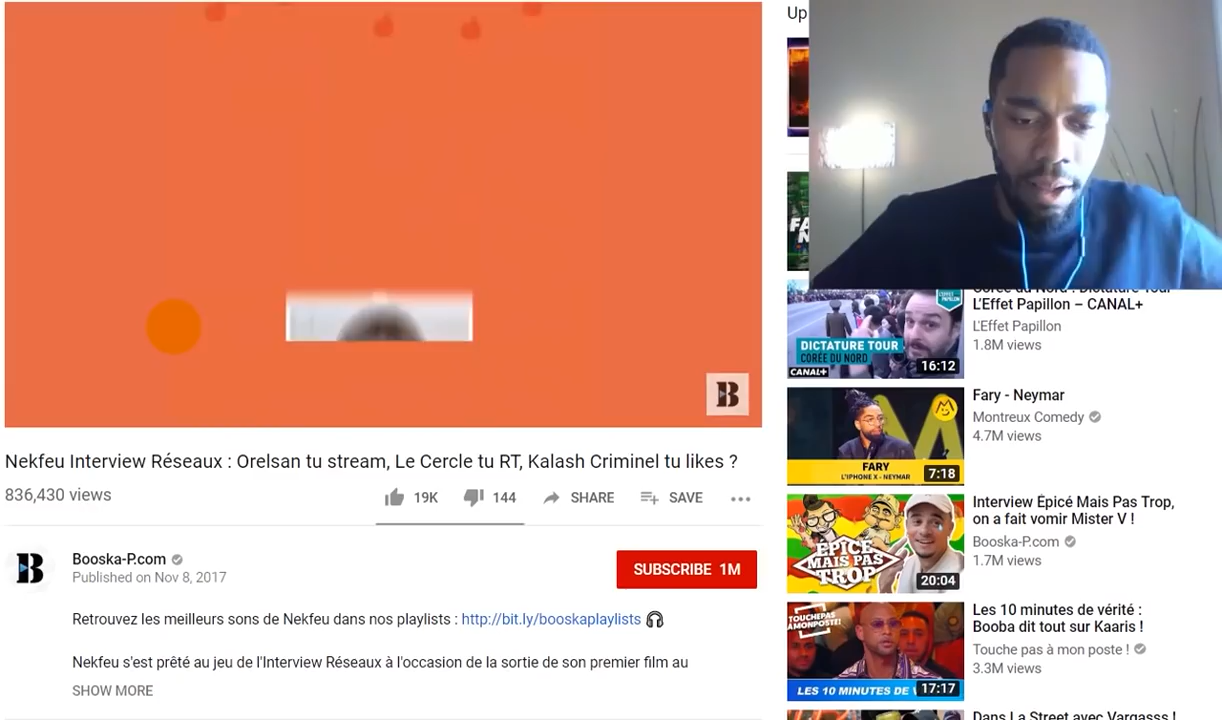 Up
B
Nekfeu Interview Réseaux : Orelsan tu stream, Le Cercle tu RT, Kalash Criminel tu likes ?
836,430 views
19K
144
SHARE
SAVE
B
Booska-P.com
Published on Nov 8, 2017
SUBSCRIBE 1M
Retrouvez les meilleurs sons de Nekfeu dans nos playlists : http://bit.ly/booskaplaylists
Nekfeu s'est prêté au jeu de l'Interview Réseaux à l'occasion de la sortie de son premier film au
SHOW MORE
DICTATURE TOUR
CORÉE DU NORD
CANAL+
16:12
Corée du Nord : Dictature Tour
L'Effet Papillon – CANAL+
L'Effet Papillon
1.8M views
FARY
L'IPHONE X - NEYMAR
7:18
Fary - Neymar
Montreux Comedy
4.7M views
ÉPICÉ
MAIS PAS
TROP
20:04
Interview Épicé Mais Pas Trop,
on a fait vomir Mister V !
Booska-P.com
1.7M views
TOUCHEPAS
AMONPOSTE!
LES 10 MINUTES DE V
17:17
Les 10 minutes de vérité :
Booba dit tout sur Kaaris !
Touche pas à mon poste !
3.3M views
Dans La Street avec Vargasss !